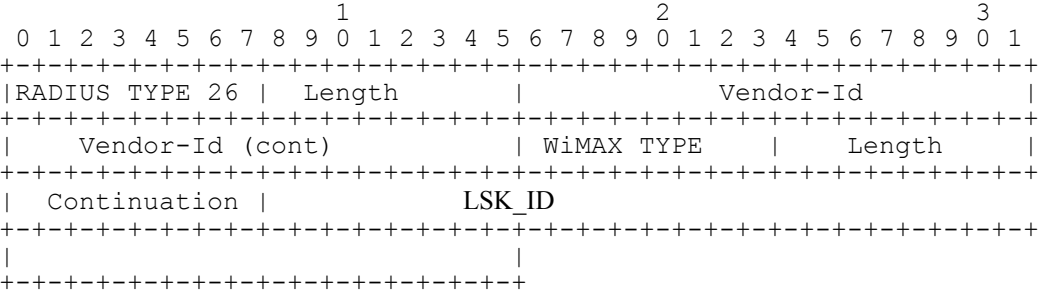 1                   2                   3
0 1 2 3 4 5 6 7 8 9 0 1 2 3 4 5 6 7 8 9 0 1 2 3 4 5 6 7 8 9 0 1
+-+-+-+-+-+-+-+-+-+-+-+-+-+-+-+-+-+-+-+-+-+-+-+-+-+-+-+-+-+-+-+-+
|RADIUS TYPE 26 |  Length       |            Vendor-Id          |
+-+-+-+-+-+-+-+-+-+-+-+-+-+-+-+-+-+-+-+-+-+-+-+-+-+-+-+-+-+-+-+-+
|    Vendor-Id (cont)           | WiMAX TYPE    |    Length     |
+-+-+-+-+-+-+-+-+-+-+-+-+-+-+-+-+-+-+-+-+-+-+-+-+-+-+-+-+-+-+-+-+
|  Continuation |            LSK_ID
+-+-+-+-+-+-+-+-+-+-+-+-+-+-+-+-+-+-+-+-+-+-+-+-+-+-+-+-+-+-+-+-+
|                               |
+-+-+-+-+-+-+-+-+-+-+-+-+-+-+-+-+